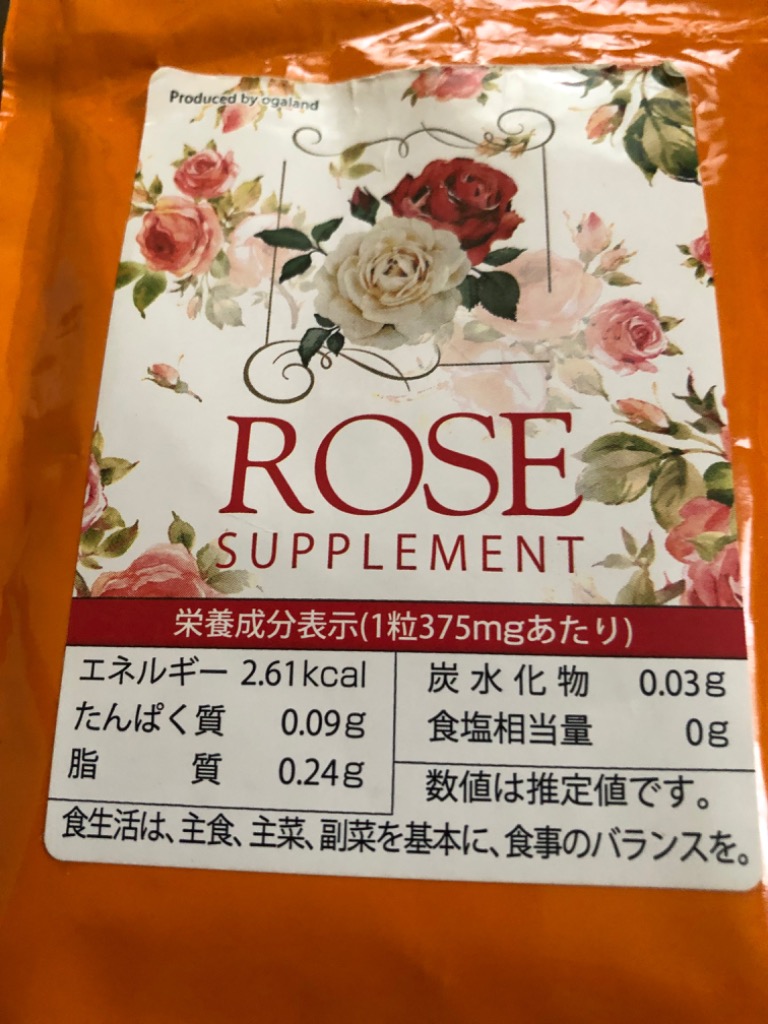 Produced by ogaland
ROSE
SUPPLEMENT
栄養成分表示(1粒375mgあたり)
エネルギー 2.61kcal
たんぱく質 0.09g
脂質 0.24g
炭水化物 0.03g
食塩相当量 0g
数値は推定値です。
食生活は、主食、主菜、副菜を基本に、食事のバランスを。